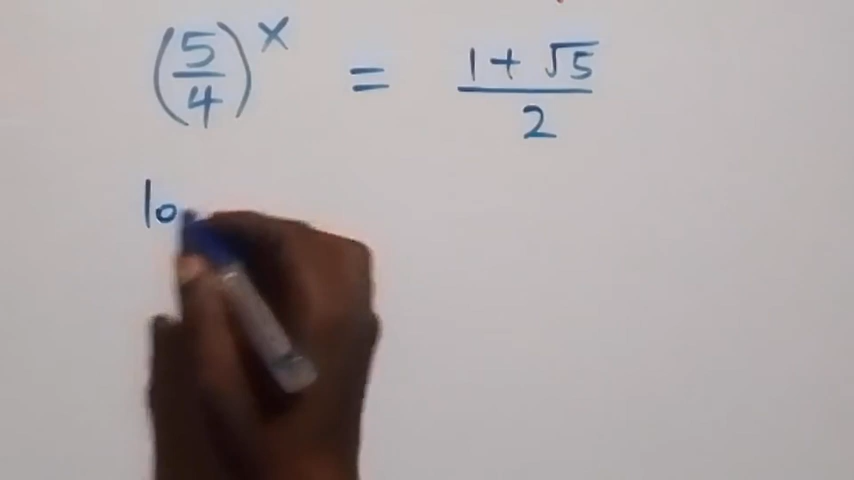 (5/4)^x = (1 + √5)/2
lo